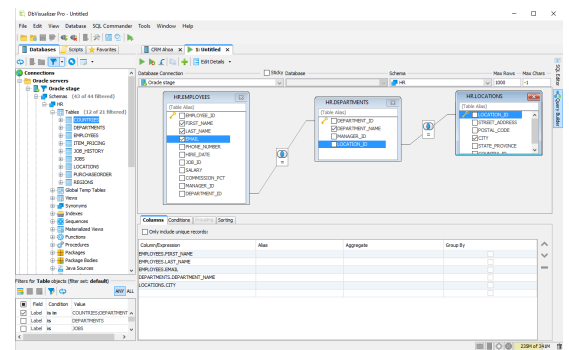 DbVisualizer Pro - Untitled
File Edit View Database SQL Commander Tools Window Help
Databases Scripts Favorites
CRM Ahoa x 1: Untitled x
Edit Details
Connections
Oracle servers
Oracle stage
Schemas (42 of 44 filtered)
HR
Tables (12 of 21 filtered)
COUNTRIES
DEPARTMENTS
EMPLOYEES
ITEM_PRICING
JOB_HISTORY
JOBS
LOCATIONS
PURCHASEORDER
REGIONS
Global Temp Tables
Views
Synonyms
Indexes
Sequences
Materialized Views
Functions
Procedures
Packages
Package Bodies
Java Sources
Filters for Table objects (filter set: default)
ANY ALL
Field Condition Value
Label is in COUNTRIES;DEPARTMENT
Label is DEPARTMENTS
Label is JOBS
Database Connection Sticky Database Schema Max Rows Max Chars
Oracle stage HR 1000 -1
HR.EMPLOYEES
(Table Alias)
EMPLOYEE_ID
FIRST_NAME
LAST_NAME
EMAIL
PHONE_NUMBER
HIRE_DATE
JOB_ID
SALARY
COMMISSION_PCT
MANAGER_ID
DEPARTMENT_ID
=
HR.DEPARTMENTS
(Table Alias)
DEPARTMENT_ID
DEPARTMENT_NAME
MANAGER_ID
LOCATION_ID
=
HR.LOCATIONS
(Table Alias)
LOCATION_ID
STREET_ADDRESS
POSTAL_CODE
CITY
STATE_PROVINCE
SQL Editor
Query Builder
Columns Conditions Grouping Sorting
Only include unique records:
Column/Expression Alias Aggregate Group By
EMPLOYEES.FIRST_NAME
EMPLOYEES.LAST_NAME
EMPLOYEES.EMAIL
DEPARTMENTS.DEPARTMENT_NAME
LOCATIONS.CITY
239M of 341M